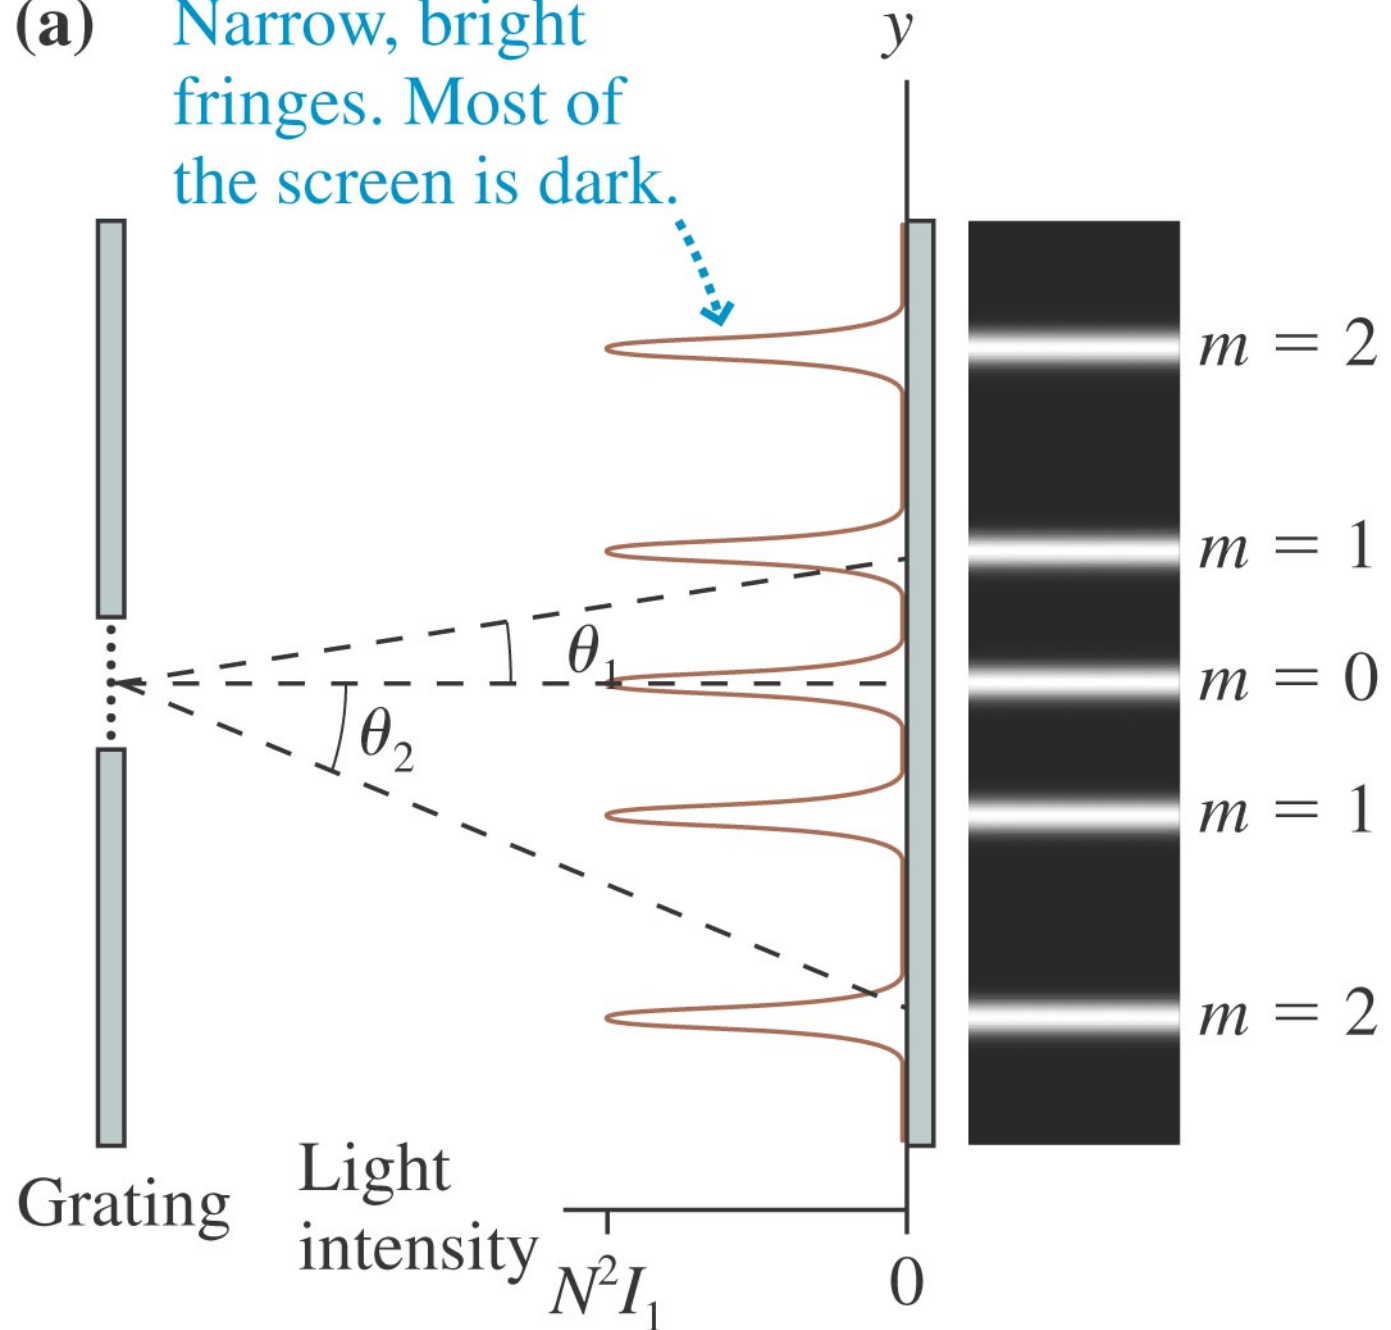 (a) Narrow, bright
fringes. Most of
the screen is dark.
y
m = 2
m = 1
θ₁
m = 0
θ₂
m = 1
m = 2
Grating
Light
intensity
N²I₁
0